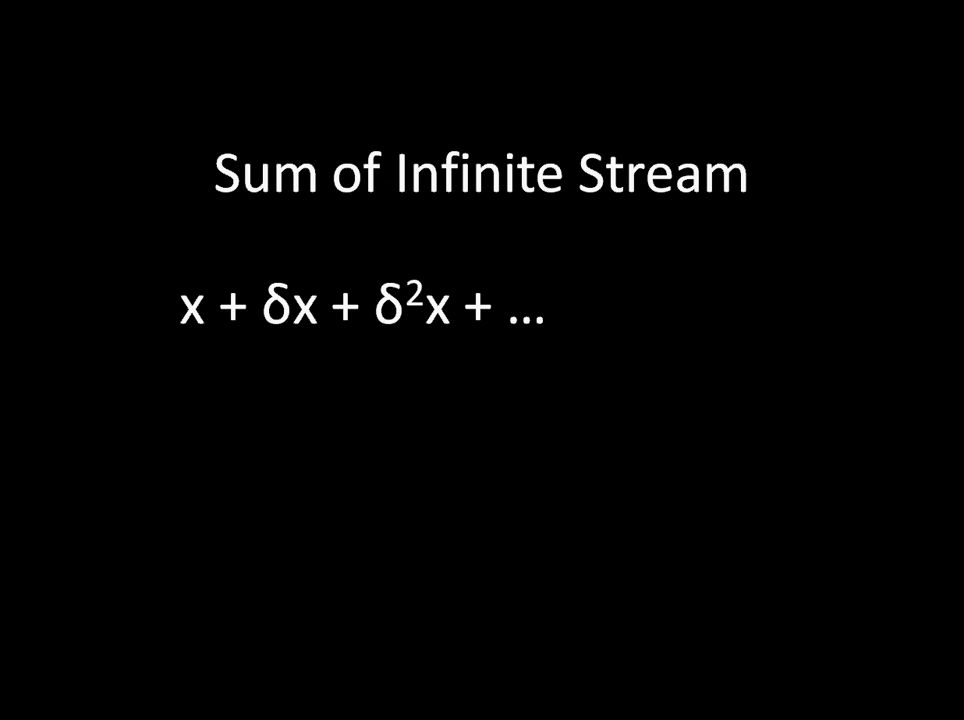 Sum of Infinite Stream
x + δx + δ²x + …